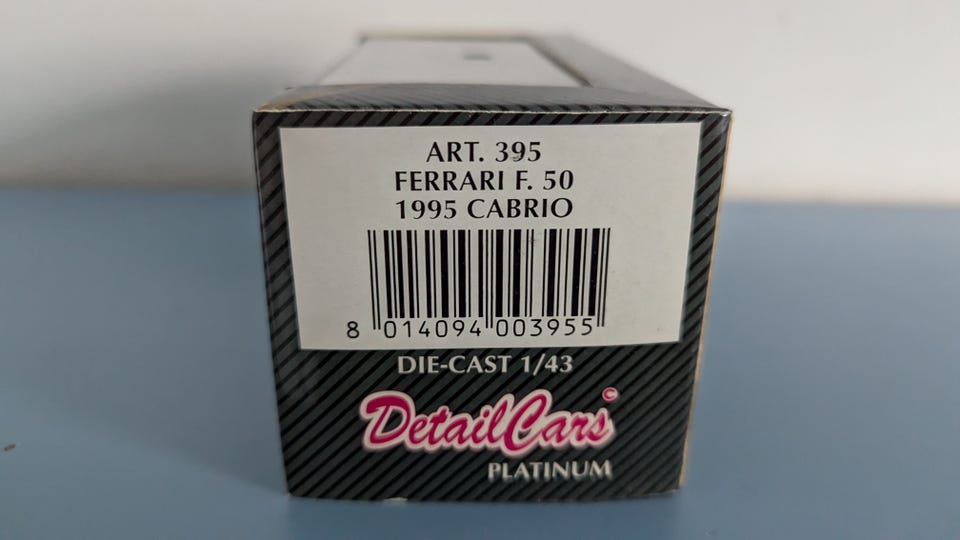 ART. 395
FERRARI F. 50
1995 CABRIO
8 014094 003955
DIE-CAST 1/43
DetailCars ©
PLATINUM